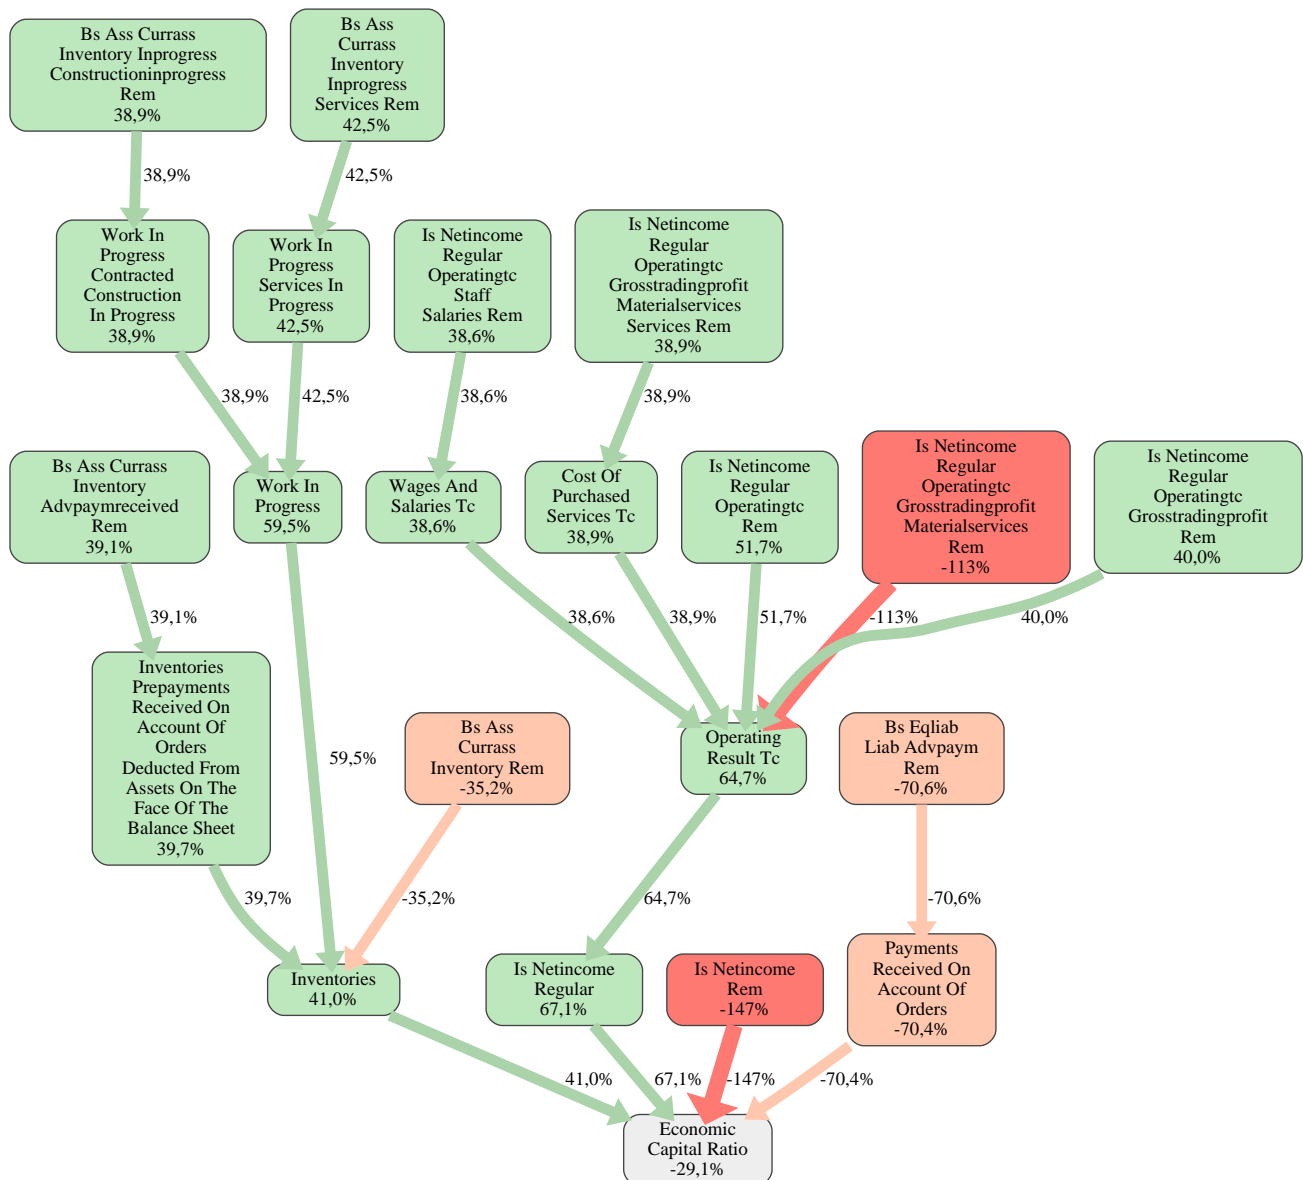 Bs Ass Currass
Inventory Inprogress
Constructioninprogress
Rem
38,9%
Bs Ass
Currass
Inventory
Inprogress
Services Rem
42,5%
38,9%
42,5%
Work In
Progress
Contracted
Construction
In Progress
38,9%
Work In
Progress
Services In
Progress
42,5%
Is Netincome
Regular
Operatingtc
Staff
Salaries Rem
38,6%
Is Netincome
Regular
Operatingtc
Grosstradingprofit
Materialservices
Services Rem
38,9%
38,9%
42,5%
38,6%
38,9%
Bs Ass Currass
Inventory
Advpaymreceived
Rem
39,1%
Work In
Progress
59,5%
Wages And
Salaries Tc
38,6%
Cost Of
Purchased
Services Tc
38,9%
Is Netincome
Regular
Operatingtc
Rem
51,7%
Is Netincome
Regular
Operatingtc
Grosstradingprofit
Materialservices
Rem
-113%
Is Netincome
Regular
Operatingtc
Grosstradingprofit
Rem
40,0%
39,1%
38,6%
38,9%
51,7%
-113%
40,0%
Inventories
Prepayments
Received On
Account Of
Orders
Deducted From
Assets On The
Face Of The
Balance Sheet
39,7%
59,5%
Bs Ass
Currass
Inventory Rem
-35,2%
Operating
Result Tc
64,7%
Bs Eqliab
Liab Advpaym
Rem
-70,6%
39,7%
-35,2%
64,7%
-70,6%
Inventories
41,0%
Is Netincome
Regular
67,1%
Is Netincome
Rem
-147%
Payments
Received On
Account Of
Orders
-70,4%
41,0%
67,1%
-147%
-70,4%
Economic
Capital Ratio
-29,1%